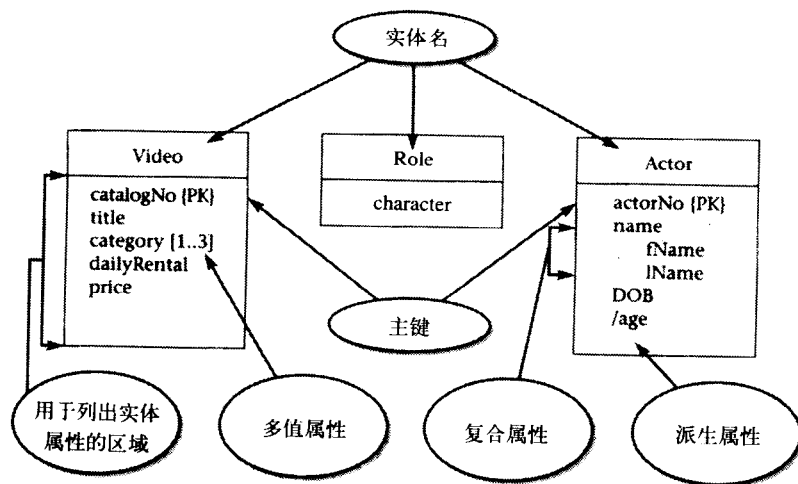 实体名
Video
catalogNo {PK}
title
category [1..3]
dailyRental
price
Role
character
Actor
actorNo {PK}
name
fName
lName
DOB
/age
主键
用于列出实体
属性的区域
多值属性
复合属性
派生属性